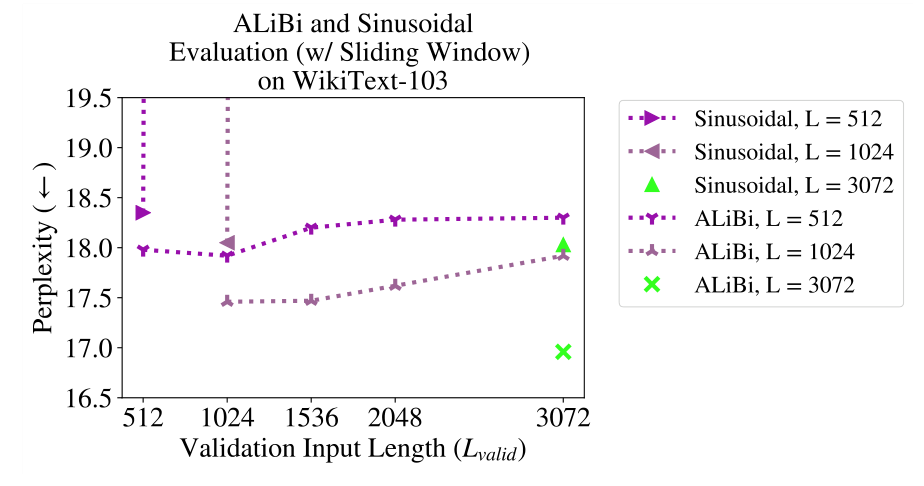 ALiBi and Sinusoidal
Evaluation (w/ Sliding Window)
on WikiText-103
19.5
19.0
18.5
18.0
17.5
17.0
16.5
Perplexity (←)
512 1024 1536 2048 3072
Validation Input Length (Lvalid)
Sinusoidal, L = 512
Sinusoidal, L = 1024
Sinusoidal, L = 3072
ALiBi, L = 512
ALiBi, L = 1024
ALiBi, L = 3072